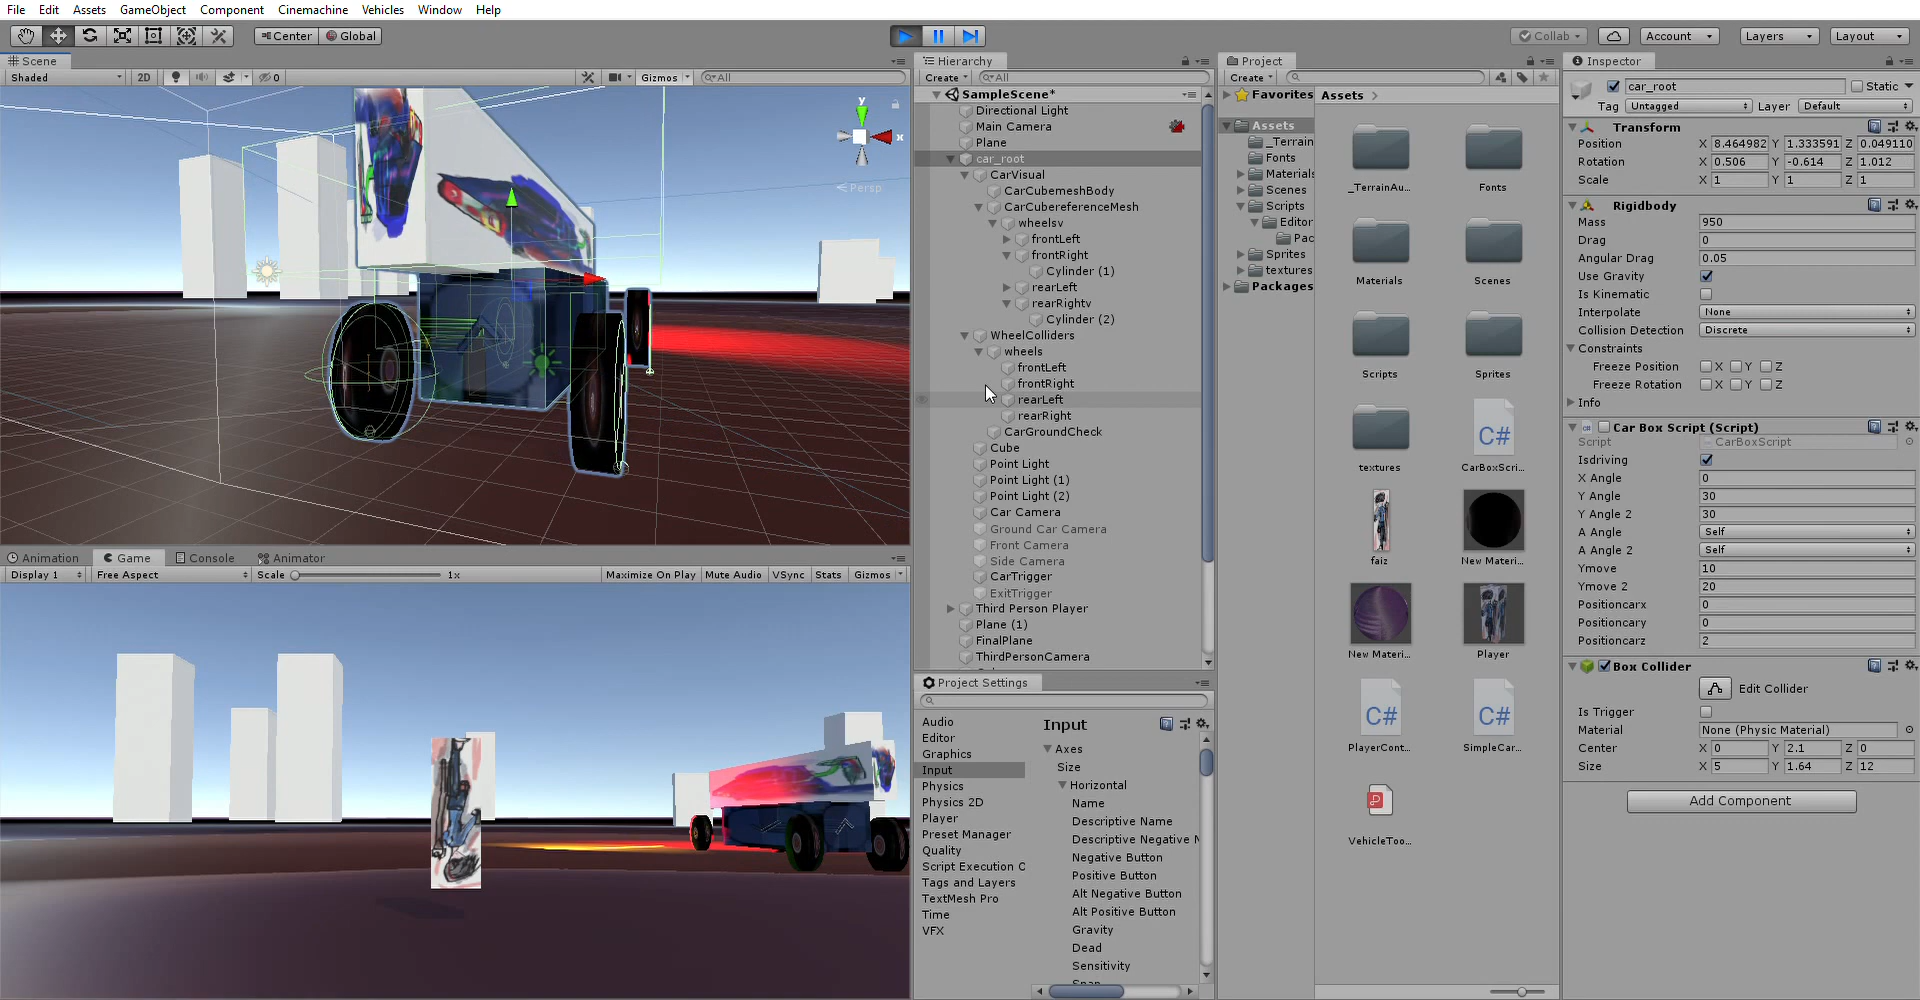 File Edit Assets GameObject Component Cinemachine Vehicles Window Help
Center Global Collab Account Layers Layout
Scene
Shaded 2D 0 Gizmos All
y
x
Persp
Animation Game Console Animator
Display 1 Free Aspect Scale 1x Maximize On Play Mute Audio VSync Stats Gizmos
Hierarchy
Create All
SampleScene*
Directional Light
Main Camera
Plane
car_root
CarVisual
CarCubemeshBody
CarCubereferenceMesh
wheelsv
frontLeft
frontRight
Cylinder (1)
rearLeft
rearRightv
Cylinder (2)
WheelColliders
wheels
frontLeft
frontRight
rearLeft
rearRight
CarGroundCheck
Cube
Point Light
Point Light (1)
Point Light (2)
Car Camera
Ground Car Camera
Front Camera
Side Camera
CarTrigger
ExitTrigger
Third Person Player
Plane (1)
FinalPlane
ThirdPersonCamera
Project Settings
Audio
Editor
Graphics
Input
Physics
Physics 2D
Player
Preset Manager
Quality
Script Execution O
Tags and Layers
TextMesh Pro
Time
VFX
Input
Axes
Size
Horizontal
Name
Descriptive Name
Descriptive Negative N
Negative Button
Positive Button
Alt Negative Button
Alt Positive Button
Gravity
Dead
Sensitivity
Project
Create
Favorites
Assets
_Terrain
Fonts
Materials
Scenes
Scripts
Editor
Pac
Sprites
textures
Packages
Assets
_TerrainAu... Fonts
Materials Scenes
Scripts Sprites
textures CarBoxScri...
C#
faiz New Materi...
New Materi... Player
C# C#
PlayerCont... SimpleCar...
VehicleToo...
Inspector
car_root Static
Tag Untagged Layer Default
Transform
Position X 8.464982 Y 1.333591 Z 0.049110
Rotation X 0.506 Y -0.614 Z 1.012
Scale X 1 Y 1 Z 1
Rigidbody
Mass 950
Drag 0
Angular Drag 0.05
Use Gravity
Is Kinematic
Interpolate None
Collision Detection Discrete
Constraints
Freeze Position X Y Z
Freeze Rotation X Y Z
Info
Car Box Script (Script)
Script CarBoxScript
Isdriving
X Angle 0
Y Angle 30
Y Angle 2 30
A Angle Self
A Angle 2 Self
Ymove 10
Ymove 2 20
Positioncarx 0
Positioncary 0
Positioncarz 2
Box Collider
Edit Collider
Is Trigger
Material None (Physic Material)
Center X 0 Y 2.1 Z 0
Size X 5 Y 1.64 Z 12
Add Component